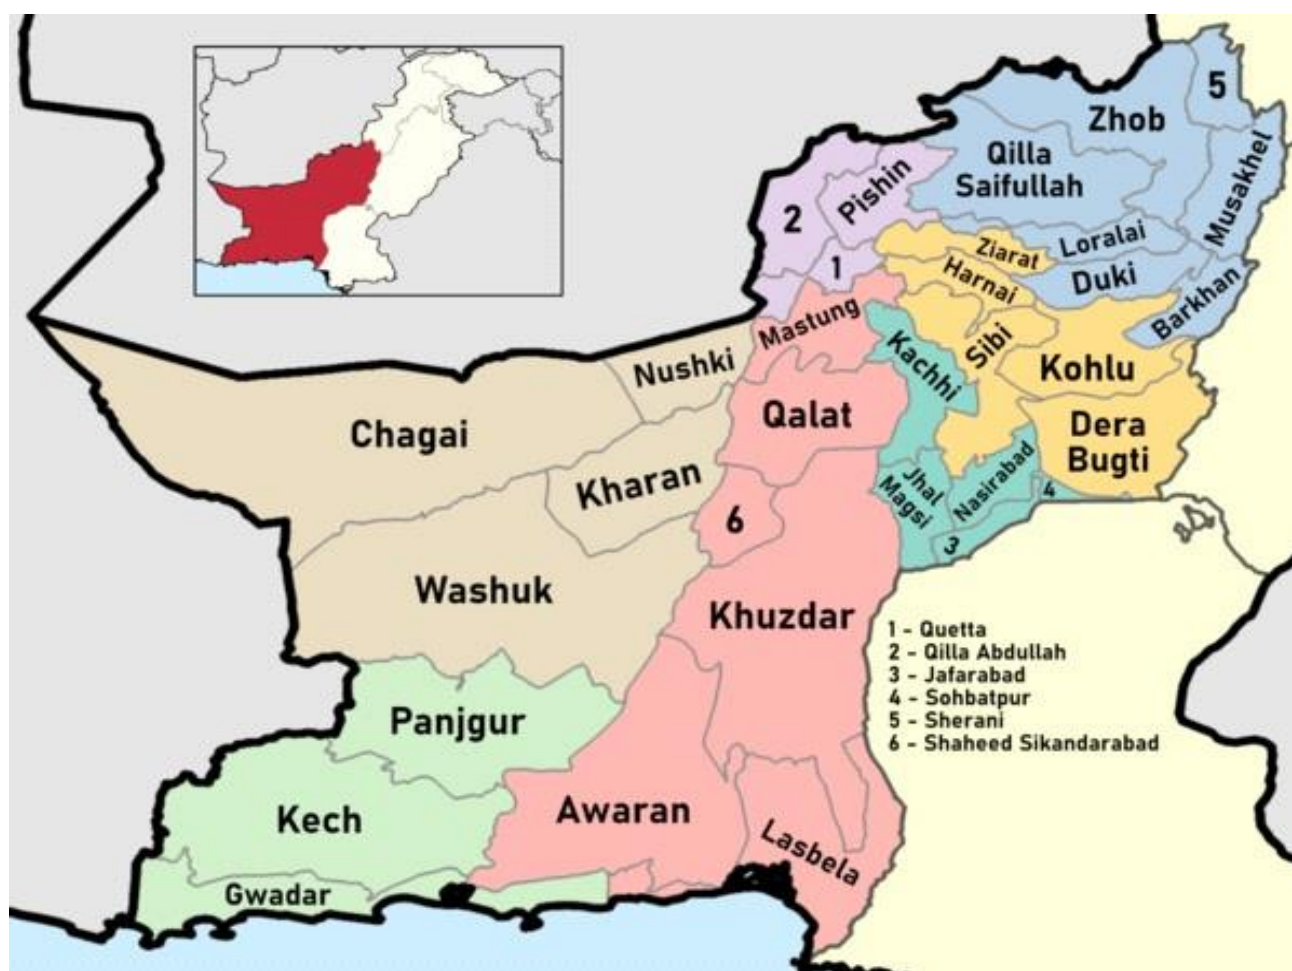 5
Zhob
Qilla
Saifullah
Musakhel
Pishin
2
Loralai
Ziarat
1
Harnai
Duki
Barkhan
Mastung
Sibi
Kachhi
Nushki
Kohlu
Qalat
Chagai
Dera
Bugti
Kharan
Jhal
Magsi
Nasirabad
4
6
3
Washuk
Khuzdar
1 - Quetta
2 - Qilla Abdullah
3 - Jafarabad
4 - Sohbatpur
5 - Sherani
6 - Shaheed Sikandarabad
Panjgur
Awaran
Kech
Lasbela
Gwadar